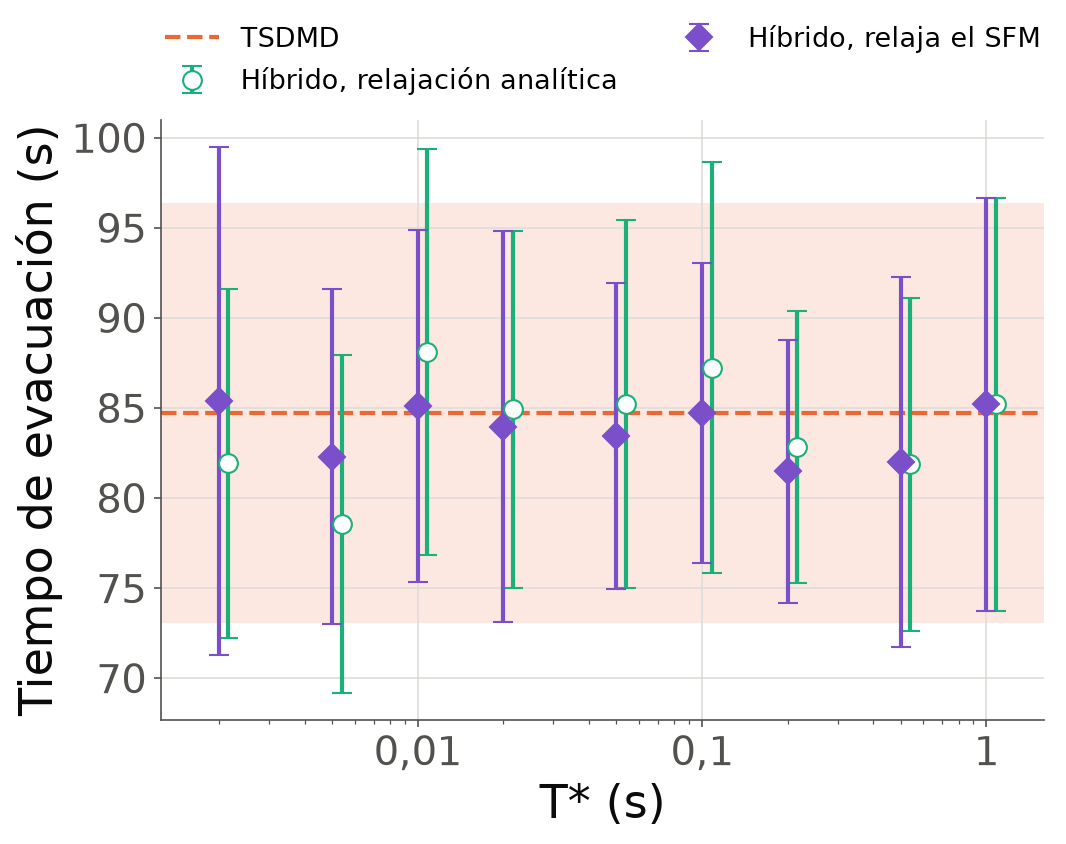 TSDMD
Híbrido, relajación analítica
Híbrido, relaja el SFM
Tiempo de evacuación (s)
100
95
90
85
80
75
70
0,01
0,1
1
T* (s)